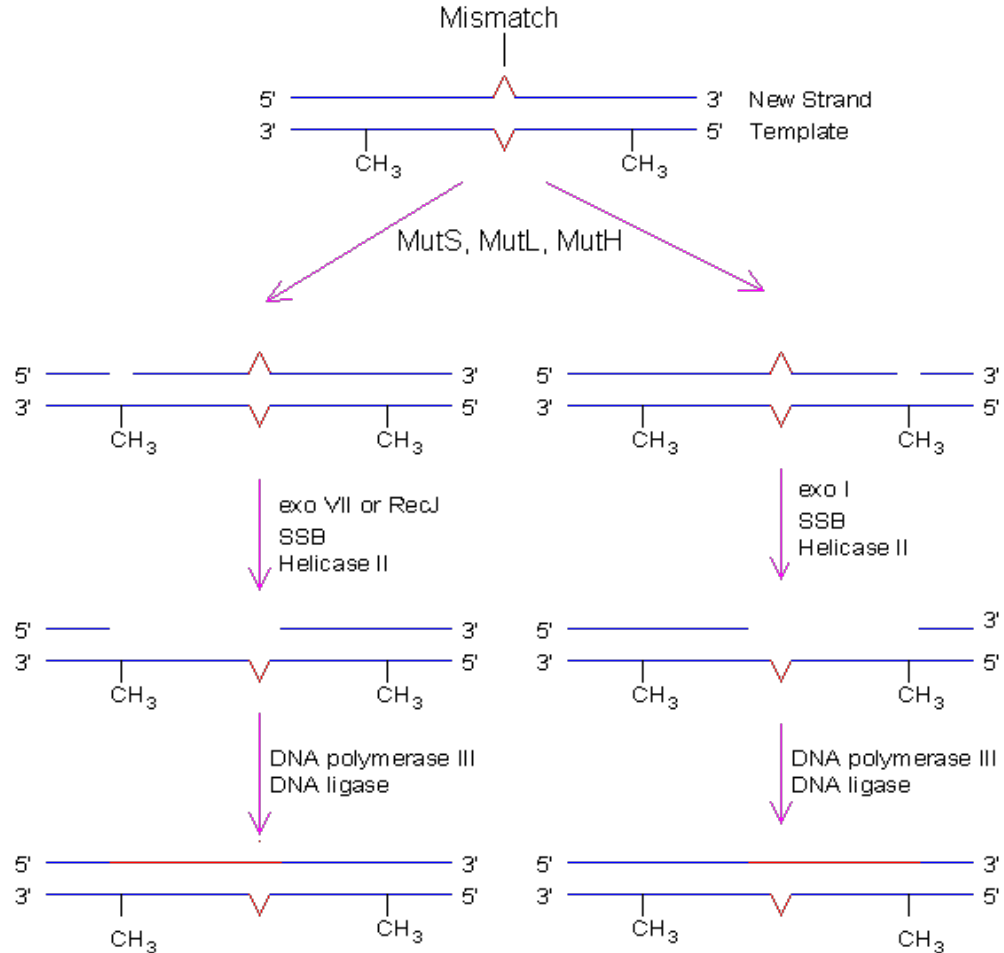 Mismatch
5' 3' New Strand
3' 5' Template
CH3 CH3
MutS, MutL, MutH
5' 3'
3' 5'
CH3 CH3
exo VII or RecJ
SSB
Helicase II
5' 3'
3' 5'
CH3 CH3
DNA polymerase III
DNA ligase
5' 3'
3' 5'
CH3 CH3
5' 3'
3' 5'
CH3 CH3
exo I
SSB
Helicase II
5' 3'
3' 5'
CH3 CH3
DNA polymerase III
DNA ligase
5' 3'
3' 5'
CH3 CH3